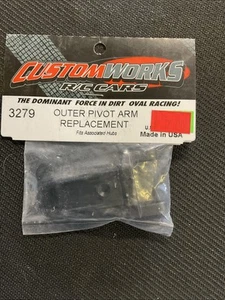 CUSTOMWORKS
R/C CARS
THE DOMINANT FORCE IN DIRT OVAL RACING!
3279
OUTER PIVOT ARM
REPLACEMENT
Fits Associated Hubs
Made in USA